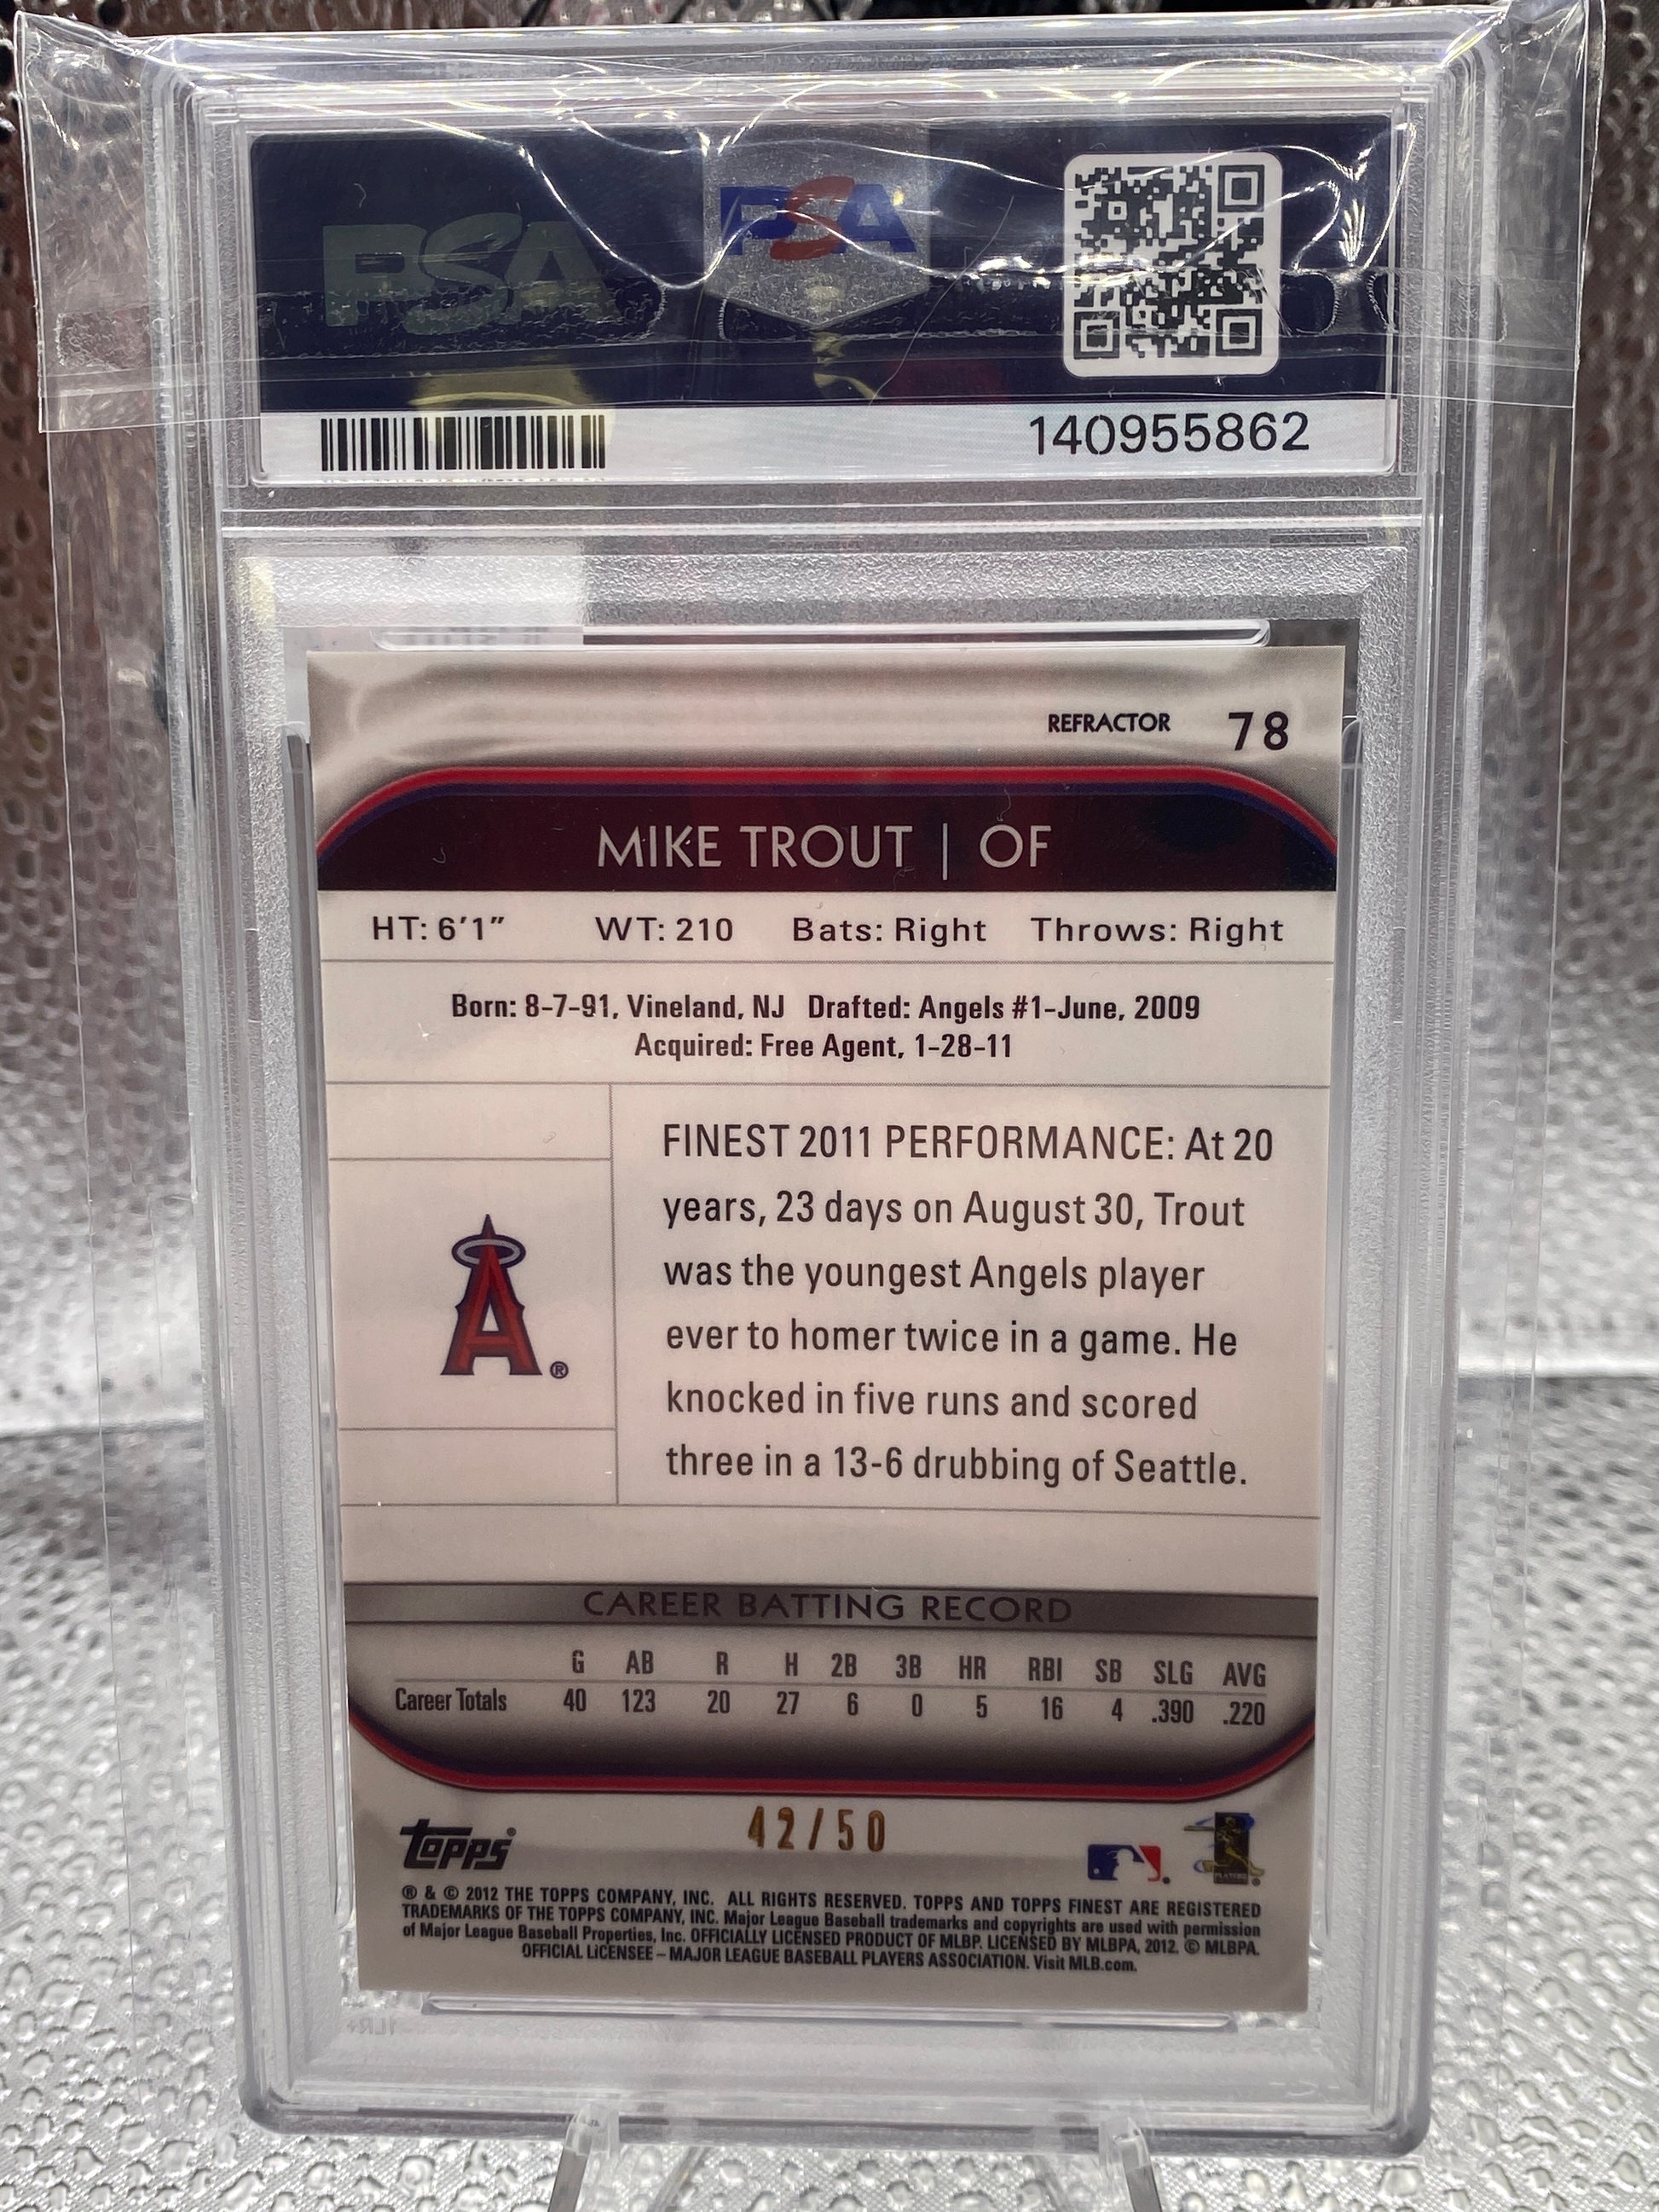 PSA
PSA
140955862
REFRACTOR 78
MIKE TROUT | OF
HT: 6'1" WT: 210 Bats: Right Throws: Right
Born: 8-7-91, Vineland, NJ Drafted: Angels #1-June, 2009
Acquired: Free Agent, 1-28-11
FINEST 2011 PERFORMANCE: At 20
years, 23 days on August 30, Trout
was the youngest Angels player
ever to homer twice in a game. He
knocked in five runs and scored
three in a 13-6 drubbing of Seattle.
A®
CAREER BATTING RECORD
G AB R H 2B 3B HR RBI SB SLG AVG
Career Totals 40 123 20 27 6 0 5 16 4 .390 .220
42/50
topps®
® & © 2012 THE TOPPS COMPANY, INC. ALL RIGHTS RESERVED. TOPPS AND TOPPS FINEST ARE REGISTERED
TRADEMARKS OF THE TOPPS COMPANY, INC. Major League Baseball trademarks and copyrights are used with permission
of Major League Baseball Properties, Inc. OFFICIALLY LICENSED PRODUCT OF MLBP. LICENSED BY MLBPA, 2012. © MLBPA.
OFFICIAL LICENSEE – MAJOR LEAGUE BASEBALL PLAYERS ASSOCIATION. Visit MLB.com.